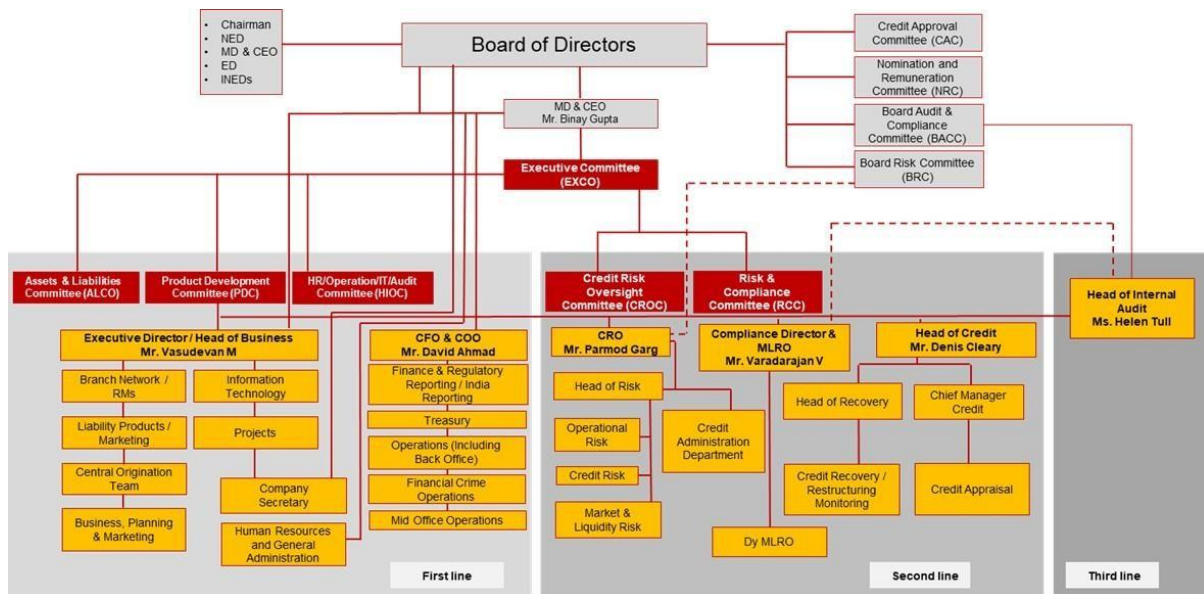 • Chairman
• NED
• MD & CEO
• ED
• INEDs
Board of Directors
Credit Approval
Committee (CAC)
Nomination and
Remuneration
Committee (NRC)
Board Audit &
Compliance
Committee (BACC)
Board Risk Committee
(BRC)
MD & CEO
Mr. Binay Gupta
Executive Committee
(EXCO)
Assets & Liabilities
Committee (ALCO)
Product Development
Committee (PDC)
HR/Operation/IT/Audit
Committee (HIOC)
Credit Risk
Oversight
Committee (CROC)
Risk &
Compliance
Committee (RCC)
Head of Internal
Audit
Ms. Helen Tull
Executive Director / Head of Business
Mr. Vasudevan M
CFO & COO
Mr. David Ahmad
CRO
Mr. Parmod Garg
Compliance Director &
MLRO
Mr. Varadarajan V
Head of Credit
Mr. Denis Cleary
Branch Network /
RMs
Liability Products /
Marketing
Central Origination
Team
Business, Planning
& Marketing
Information
Technology
Projects
Company
Secretary
Human Resources
and General
Administration
Finance & Regulatory
Reporting / India
Reporting
Treasury
Operations (Including
Back Office)
Financial Crime
Operations
Mid Office Operations
Head of Risk
Operational
Risk
Credit Risk
Market &
Liquidity Risk
Credit
Administration
Department
Dy MLRO
Head of Recovery
Credit Recovery /
Restructuring
Monitoring
Chief Manager
Credit
Credit Appraisal
First line
Second line
Third line